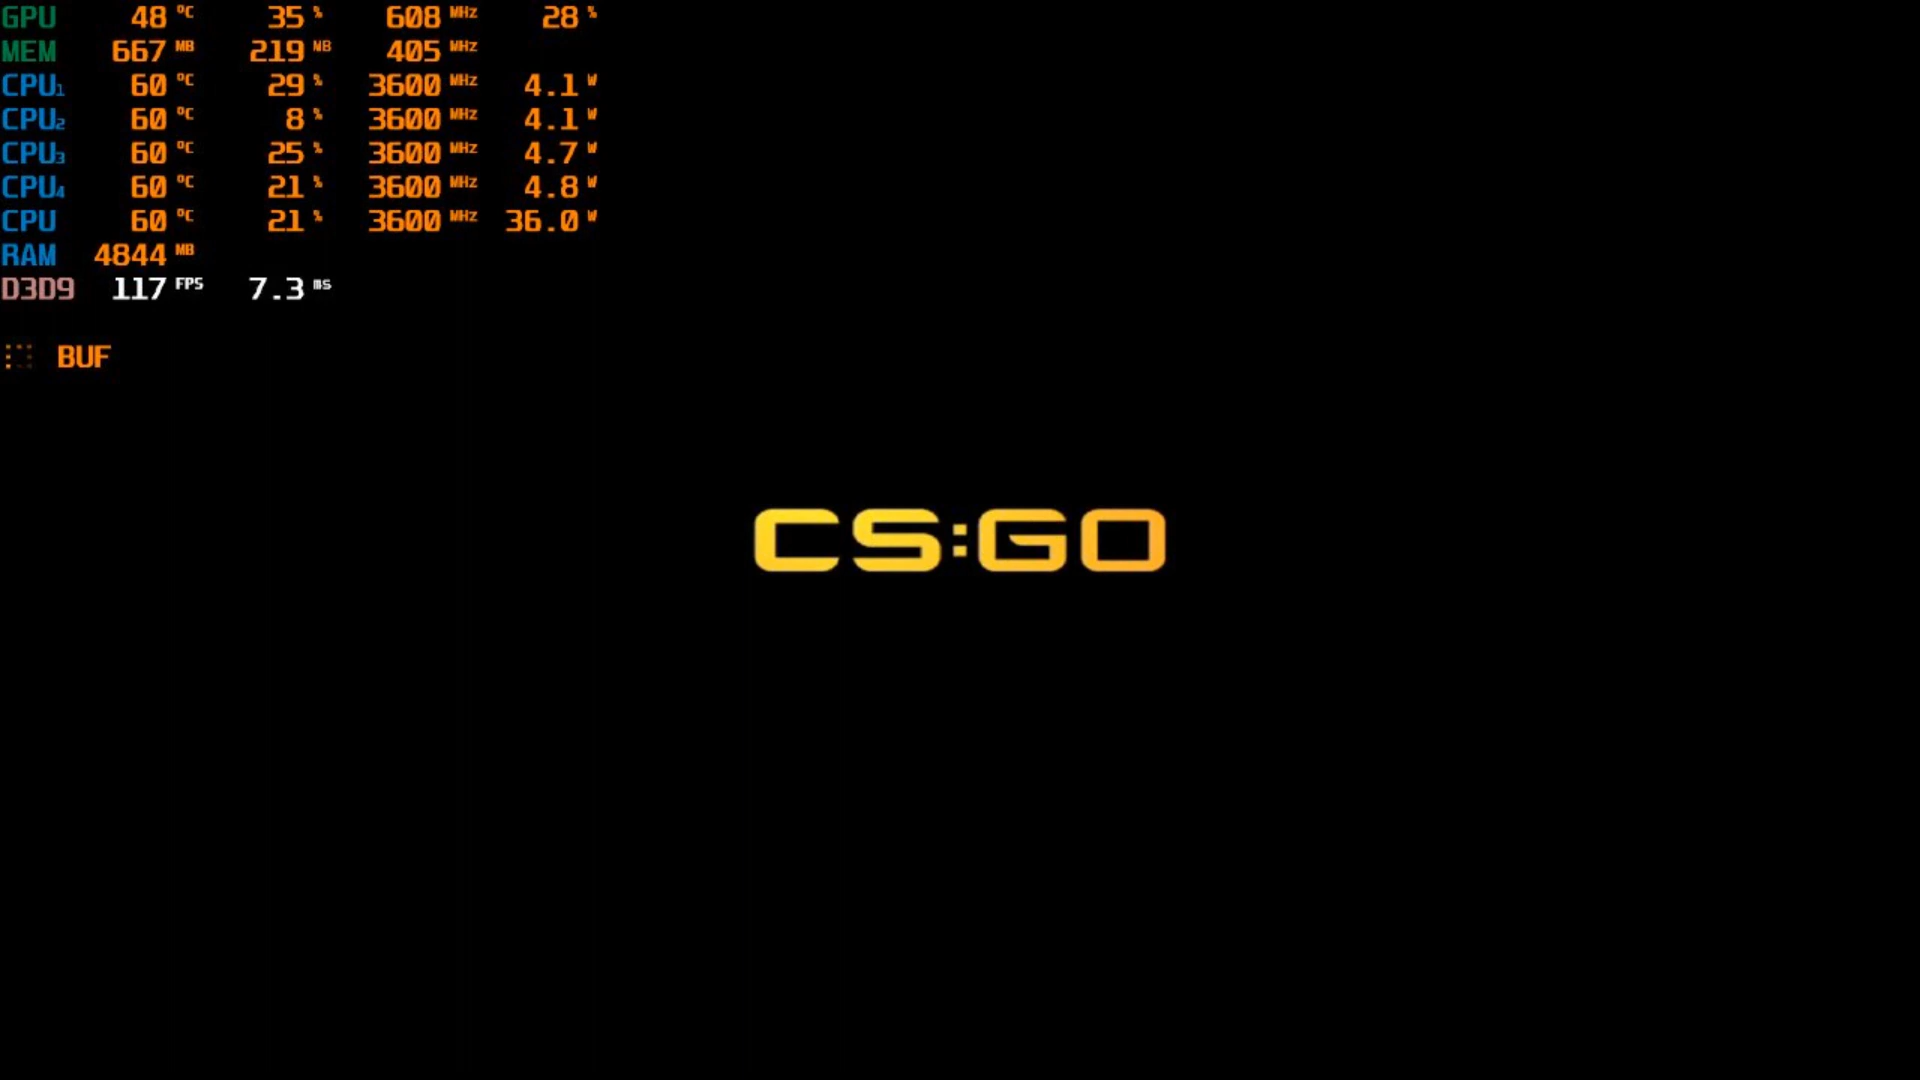 GPU 48 °C 35 % 608 MHz 28 %
MEM 667 MB 219 MB 405 MHz
CPU1 60 °C 29 % 3600 MHz 4.1 W
CPU2 60 °C 8 % 3600 MHz 4.1 W
CPU3 60 °C 25 % 3600 MHz 4.7 W
CPU4 60 °C 21 % 3600 MHz 4.8 W
CPU 60 °C 21 % 3600 MHz 36.0 W
RAM 4844 MB
D3D9 117 FPS 7.3 ms
BUF
CS:GO